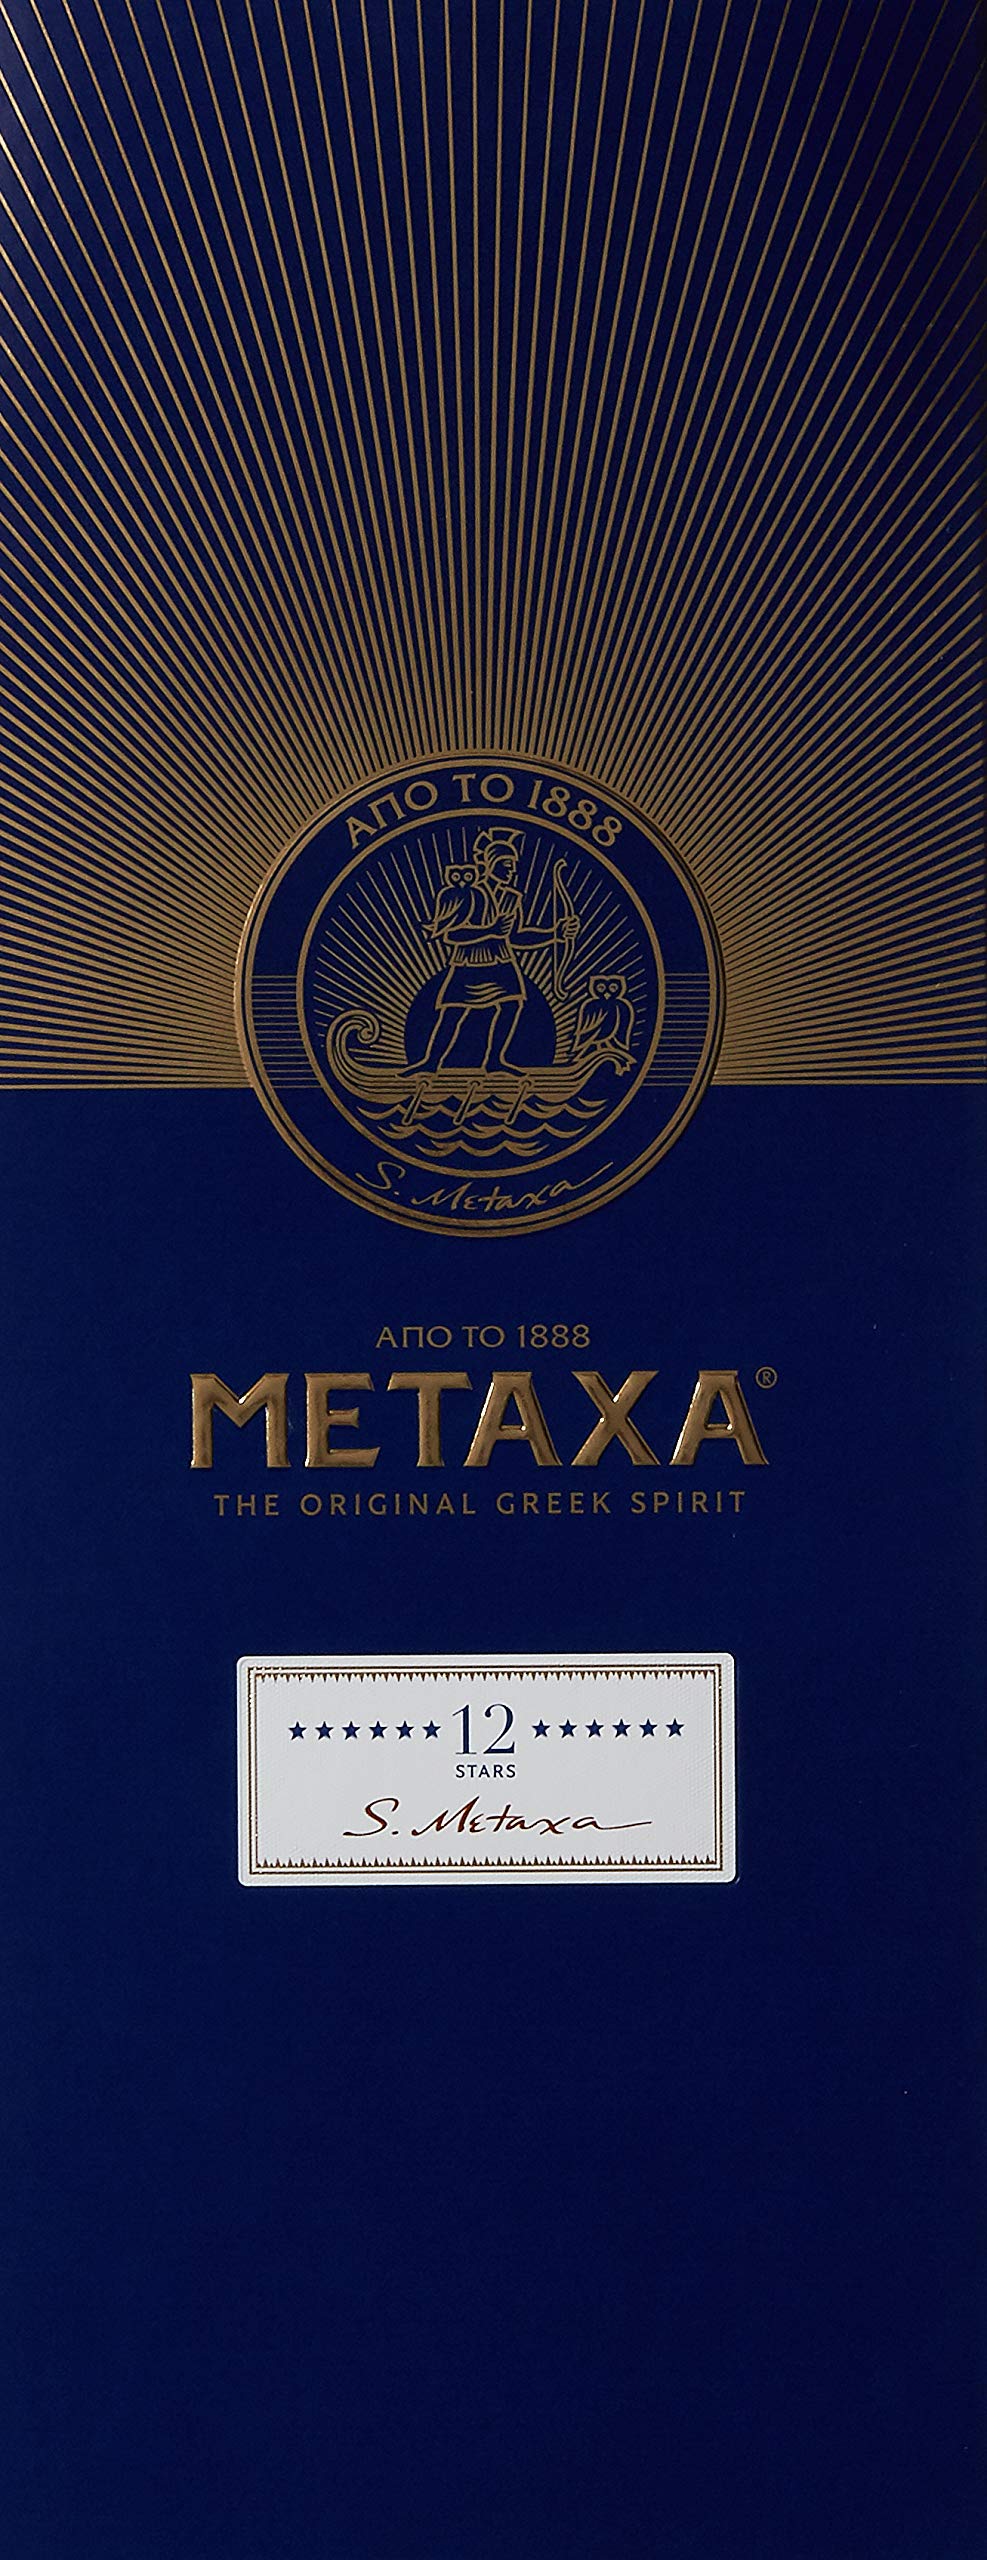 ΑΠΟ ΤΟ 1888
S. Metaxa
ΑΠΟ ΤΟ 1888
METAXA®
THE ORIGINAL GREEK SPIRIT
12
STARS
S. Metaxa